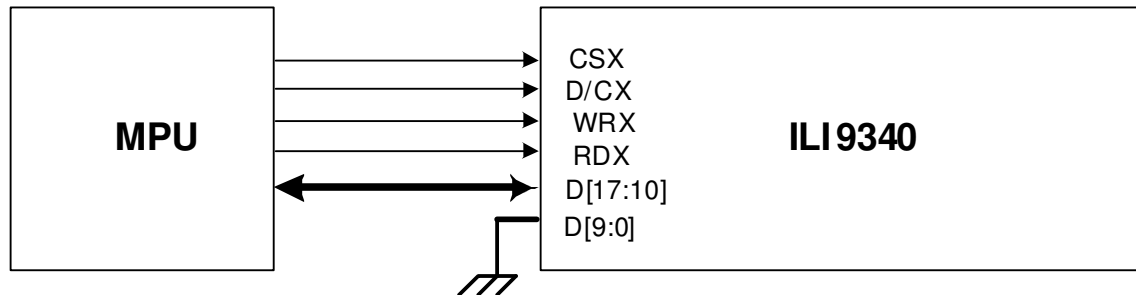 MPU
CSX
D/CX
WRX
RDX
D[17:10]
D[9:0]
ILI9340